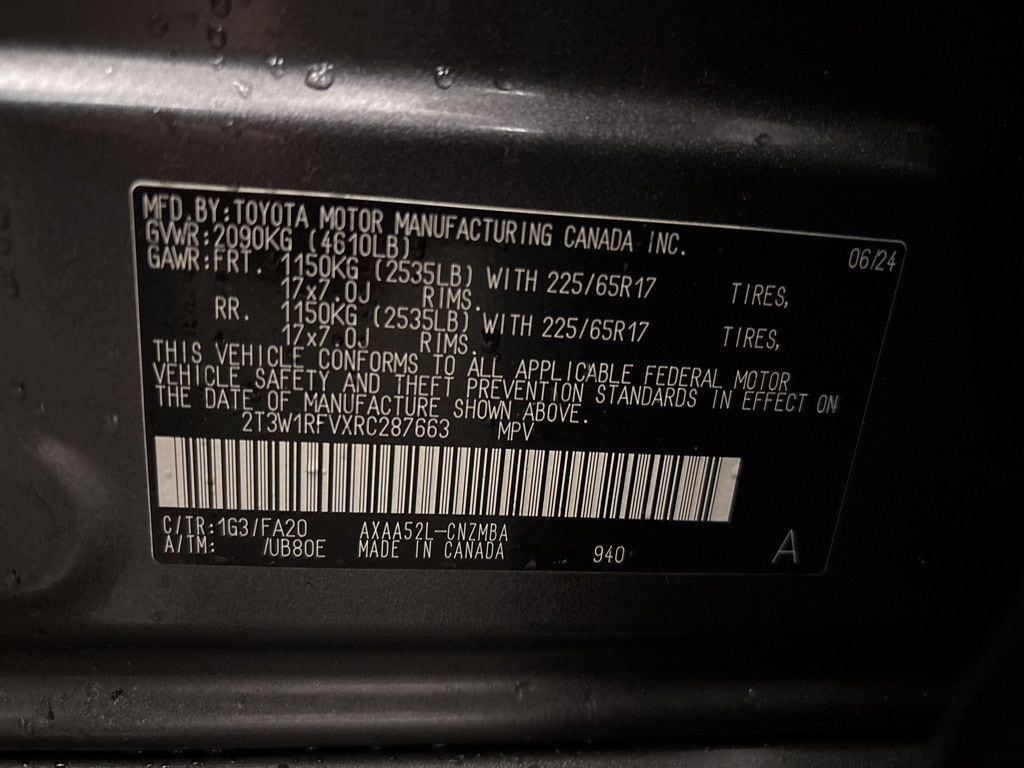 MFD.BY:TOYOTA MOTOR MANUFACTURING CANADA INC.
GVWR:2090KG (4610LB) 06/24
GAWR:FRT. 1150KG (2535LB) WITH 225/65R17 TIRES,
17x7.0J RIMS.
RR. 1150KG (2535LB) WITH 225/65R17 TIRES,
17x7.0J RIMS.
THIS VEHICLE CONFORMS TO ALL APPLICABLE FEDERAL MOTOR
VEHICLE SAFETY AND THEFT PREVENTION STANDARDS IN EFFECT ON
THE DATE OF MANUFACTURE SHOWN ABOVE.
2T3W1RFVXRC287663 MPV
C/TR:1G3/FA20 AXAA52L-CNZMBA
A/TM: /UB80E MADE IN CANADA 940 A